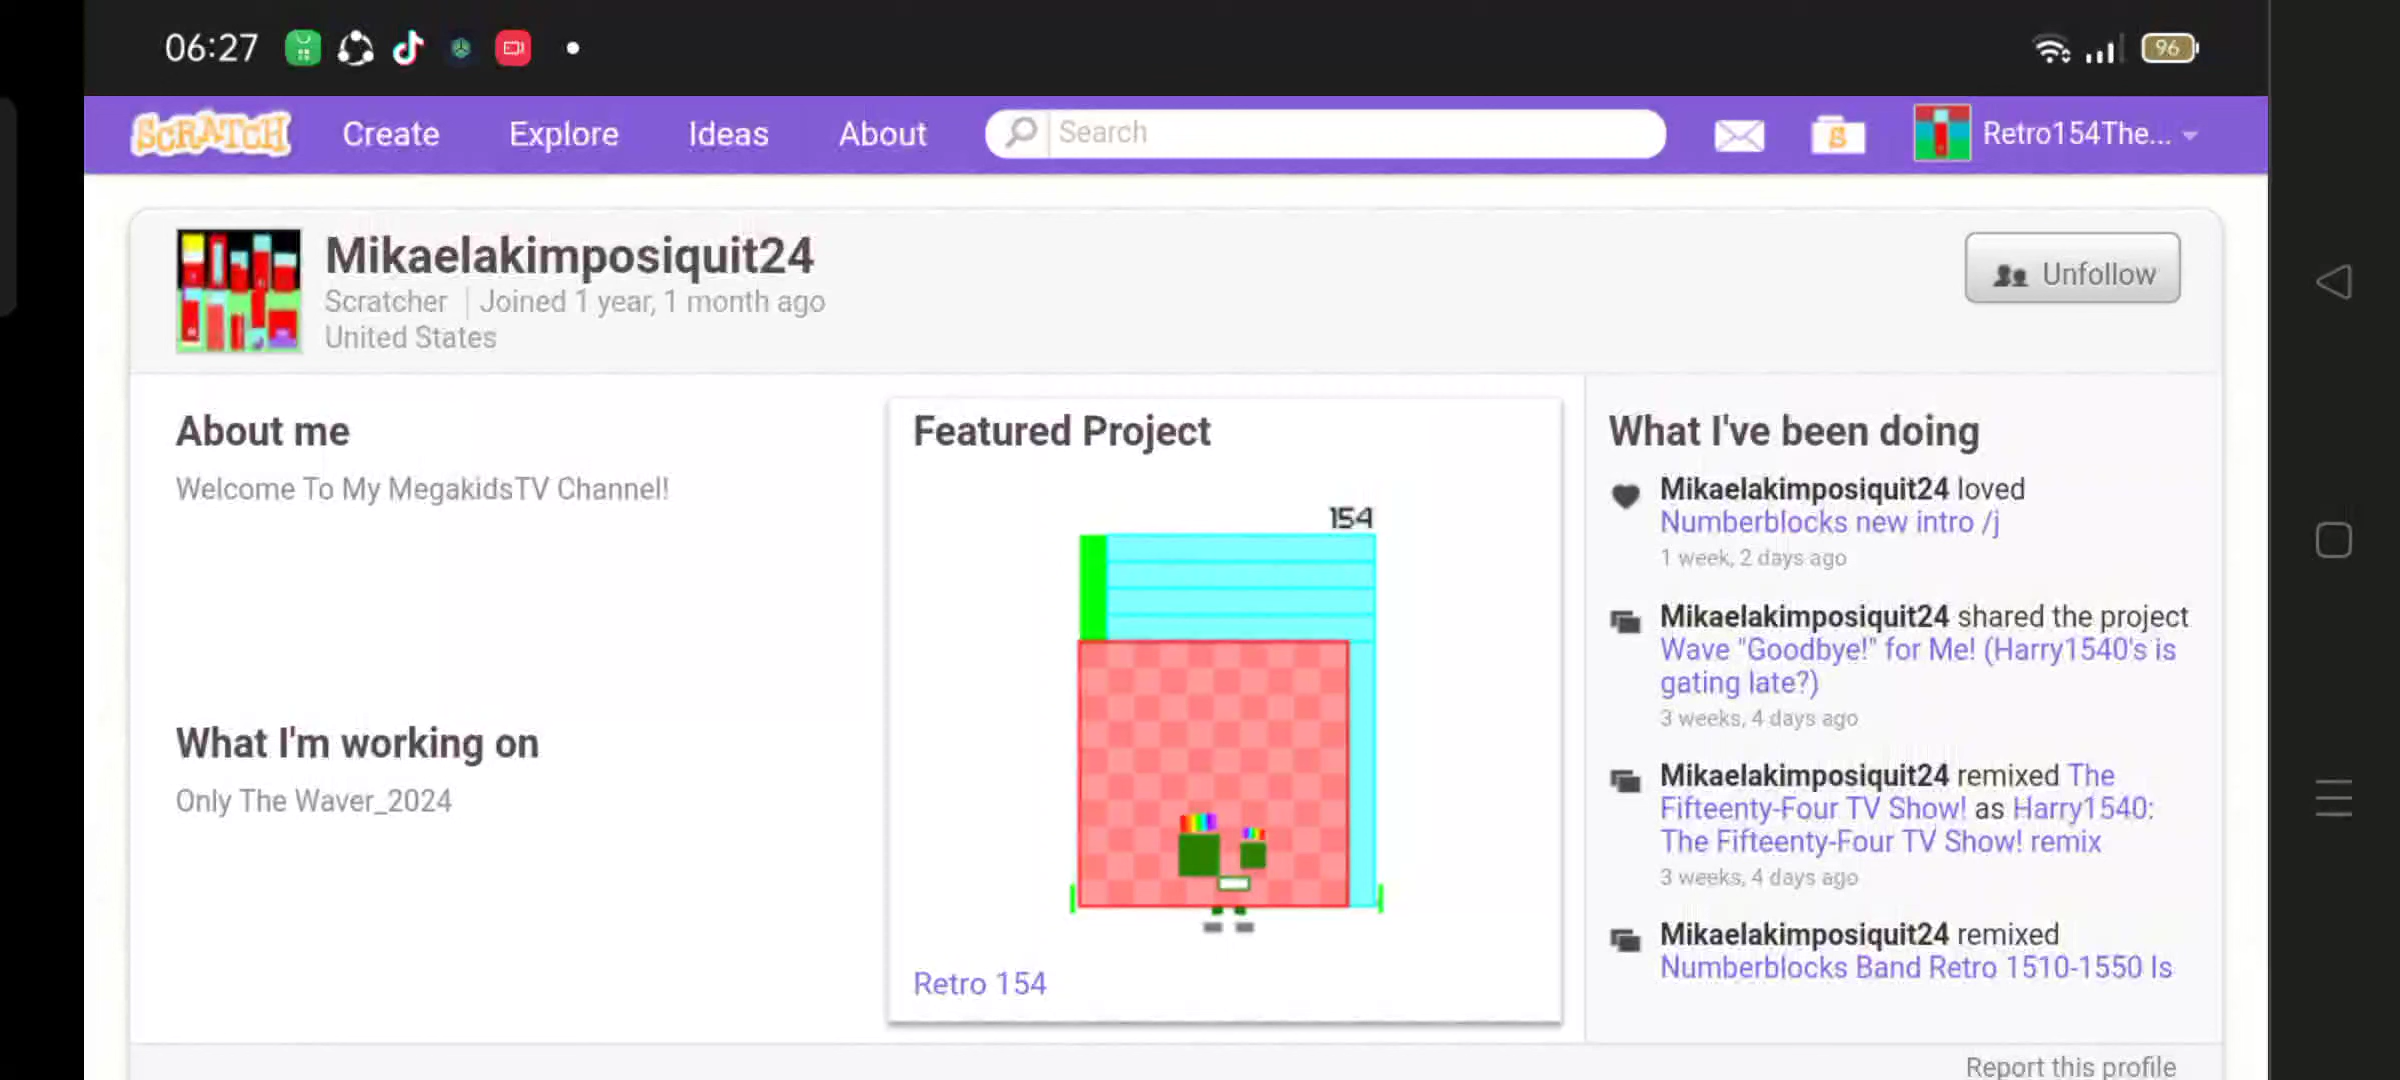 06:27
96
SCRATCH Create Explore Ideas About Search S Retro154The...
Mikaelakimposiquit24
Scratcher | Joined 1 year, 1 month ago
United States
Unfollow
About me
Welcome To My MegakidsTV Channel!
What I'm working on
Only The Waver_2024
Featured Project
154
Retro 154
What I've been doing
Mikaelakimposiquit24 loved
Numberblocks new intro /j
1 week, 2 days ago
Mikaelakimposiquit24 shared the project
Wave "Goodbye!" for Me! (Harry1540's is
gating late?)
3 weeks, 4 days ago
Mikaelakimposiquit24 remixed The
Fifteenty-Four TV Show! as Harry1540:
The Fifteenty-Four TV Show! remix
3 weeks, 4 days ago
Mikaelakimposiquit24 remixed
Numberblocks Band Retro 1510-1550 Is
Report this profile